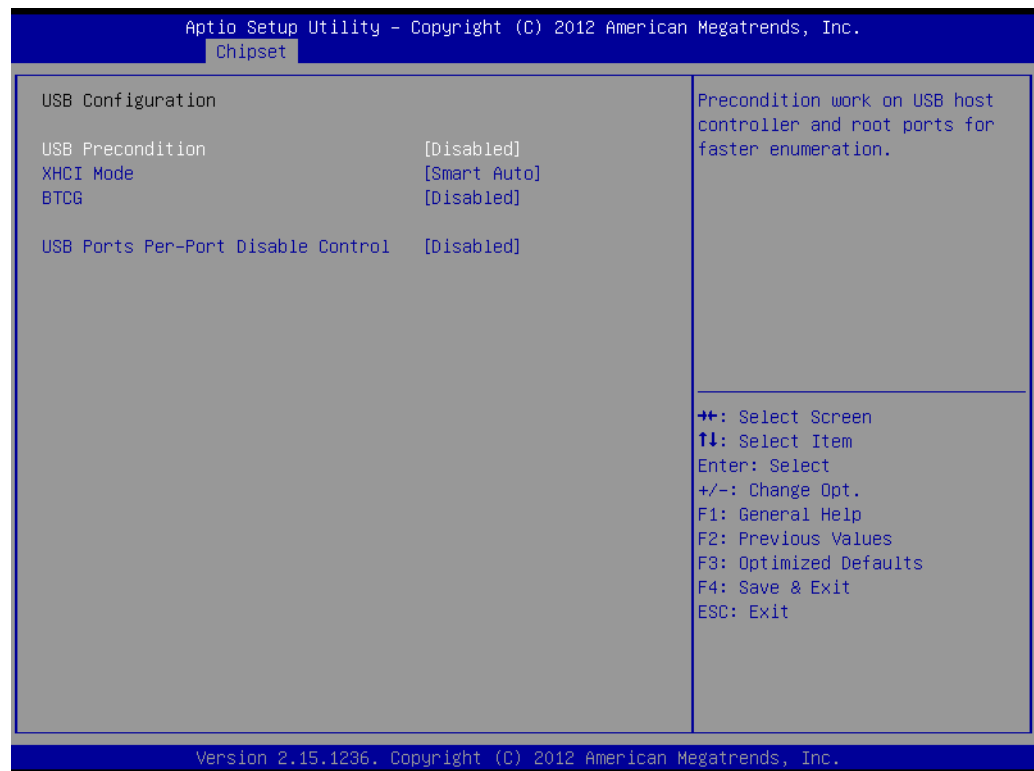 Aptio Setup Utility – Copyright (C) 2012 American Megatrends, Inc.
Chipset
USB Configuration
USB Precondition [Disabled]
XHCI Mode [Smart Auto]
BTCG [Disabled]
USB Ports Per-Port Disable Control [Disabled]
Precondition work on USB host
controller and root ports for
faster enumeration.
→←: Select Screen
↑↓: Select Item
Enter: Select
+/-: Change Opt.
F1: General Help
F2: Previous Values
F3: Optimized Defaults
F4: Save & Exit
ESC: Exit
Version 2.15.1236. Copyright (C) 2012 American Megatrends, Inc.